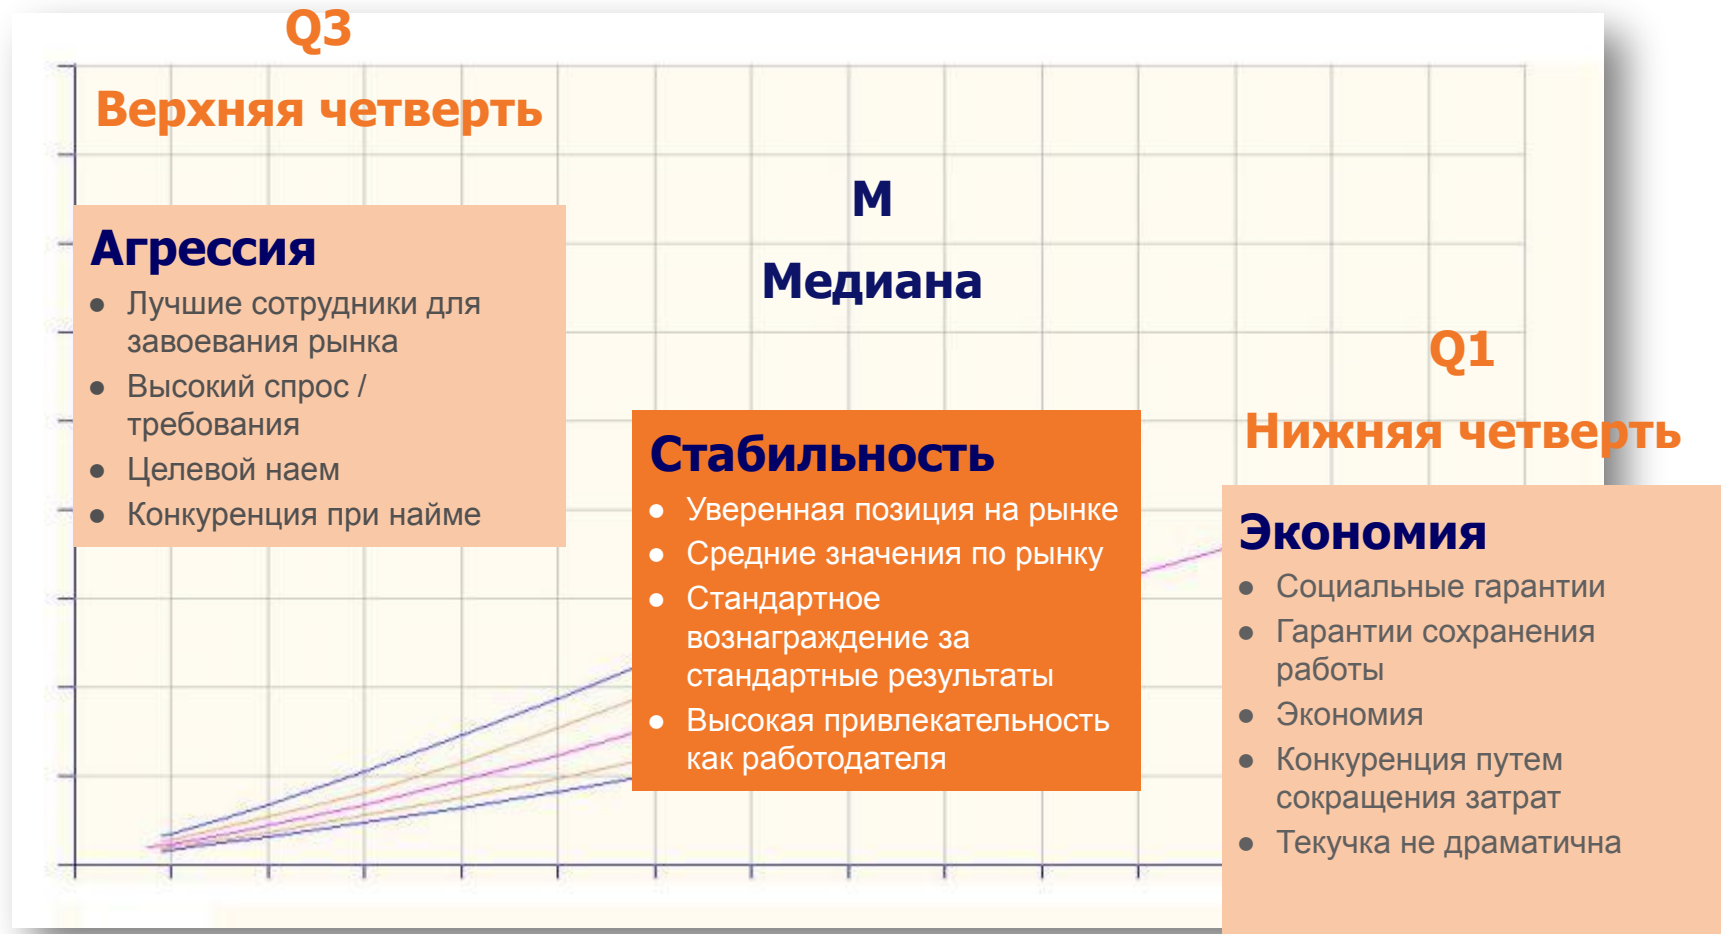 Q3
Верхняя четверть
Агрессия
● Лучшие сотрудники для
завоевания рынка
● Высокий спрос /
требования
● Целевой наем
● Конкуренция при найме
М
Медиана
Стабильность
● Уверенная позиция на рынке
● Средние значения по рынку
● Стандартное
вознаграждение за
стандартные результаты
● Высокая привлекательность
как работодателя
Q1
Нижняя четверть
Экономия
● Социальные гарантии
● Гарантии сохранения
работы
● Экономия
● Конкуренция путем
сокращения затрат
● Текучка не драматична